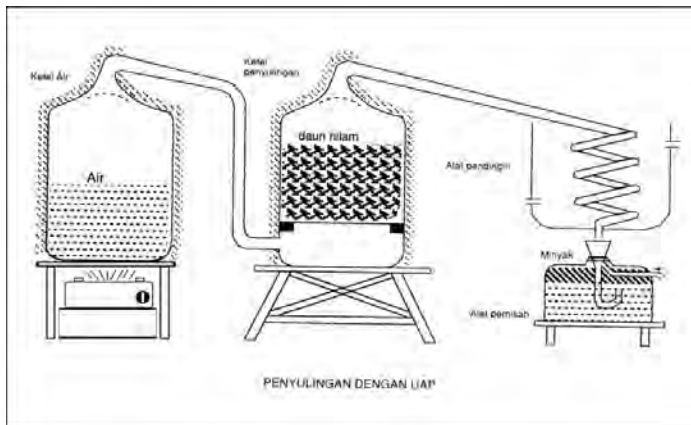 Ketel Air
Ketel
penyulingan
daun nilam
Air
Alat pendingin
Minyak
Alat pemisah
PENYULINGAN DENGAN UAP